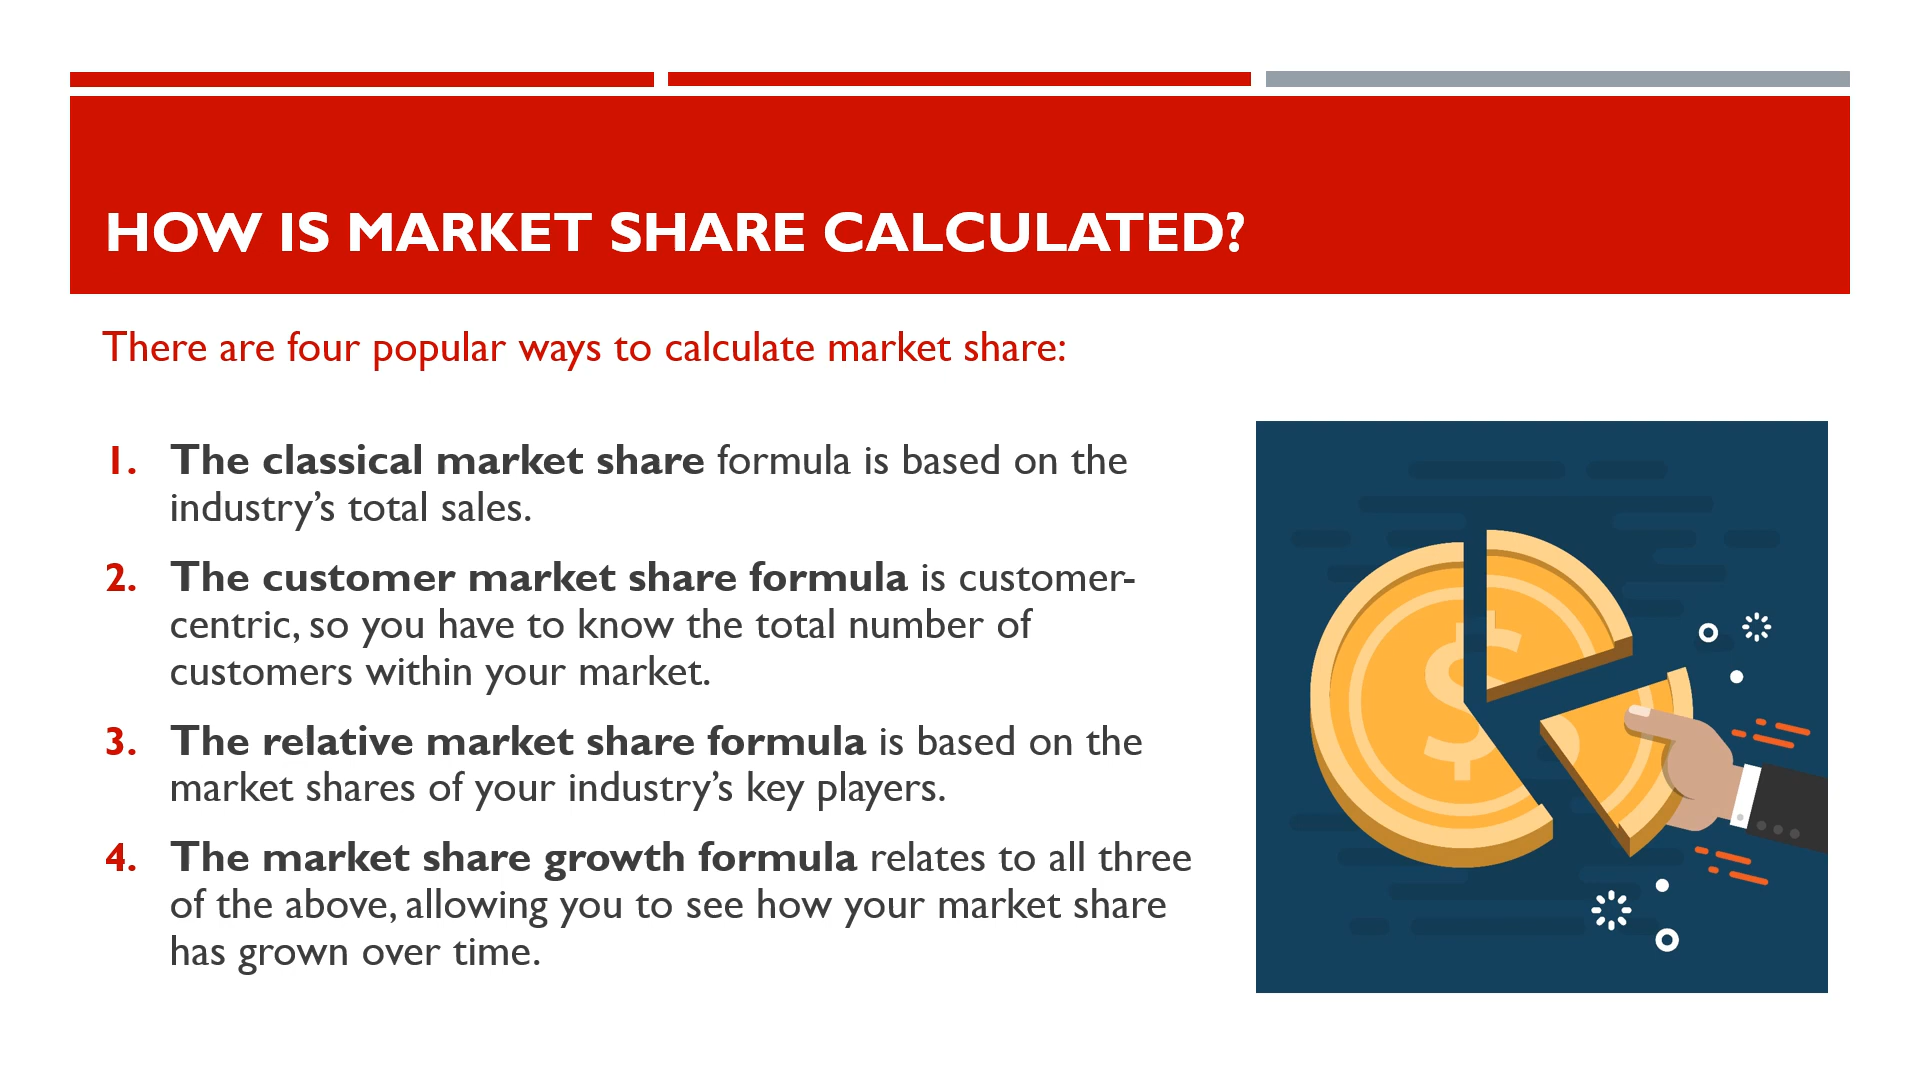 HOW IS MARKET SHARE CALCULATED?
There are four popular ways to calculate market share:
1. The classical market share formula is based on the
industry’s total sales.
2. The customer market share formula is customer-
centric, so you have to know the total number of
customers within your market.
3. The relative market share formula is based on the
market shares of your industry’s key players.
4. The market share growth formula relates to all three
of the above, allowing you to see how your market share
has grown over time.
$